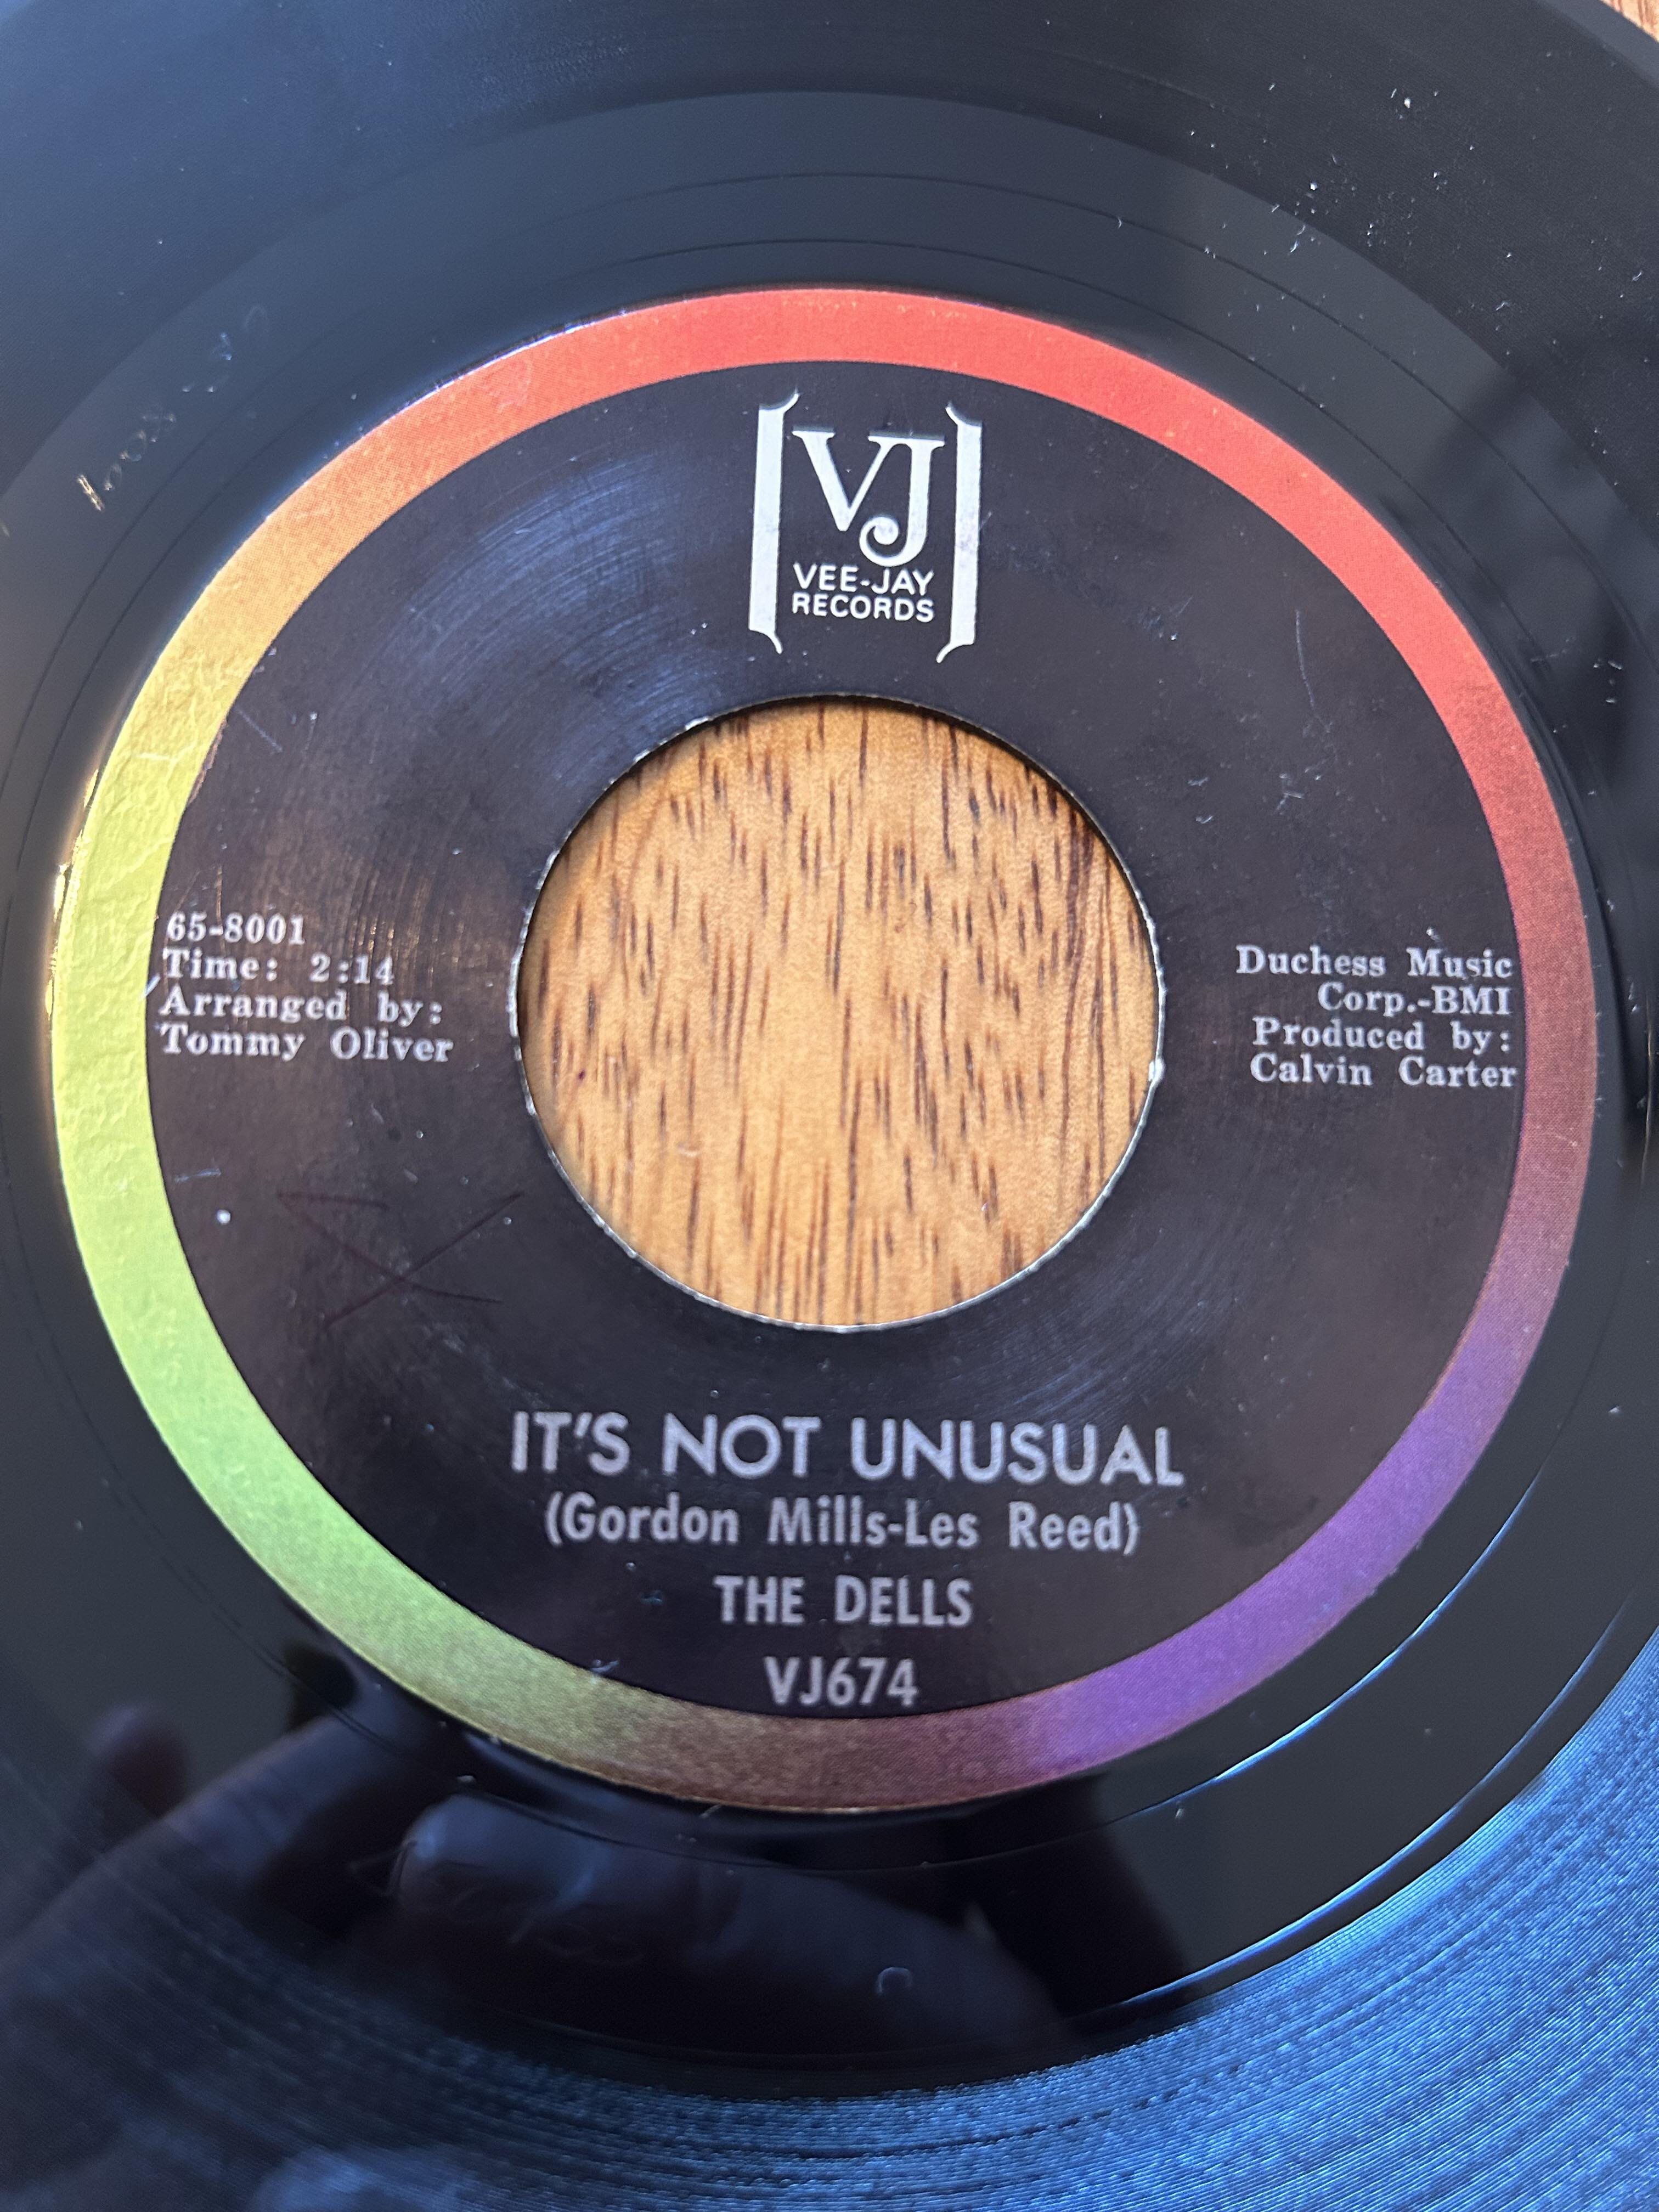 VJ
VEE-JAY
RECORDS
65-8001
Time: 2:14
Arranged by:
Tommy Oliver
Duchess Music
Corp.-BMI
Produced by:
Calvin Carter
IT'S NOT UNUSUAL
(Gordon Mills-Les Reed)
THE DELLS
VJ674